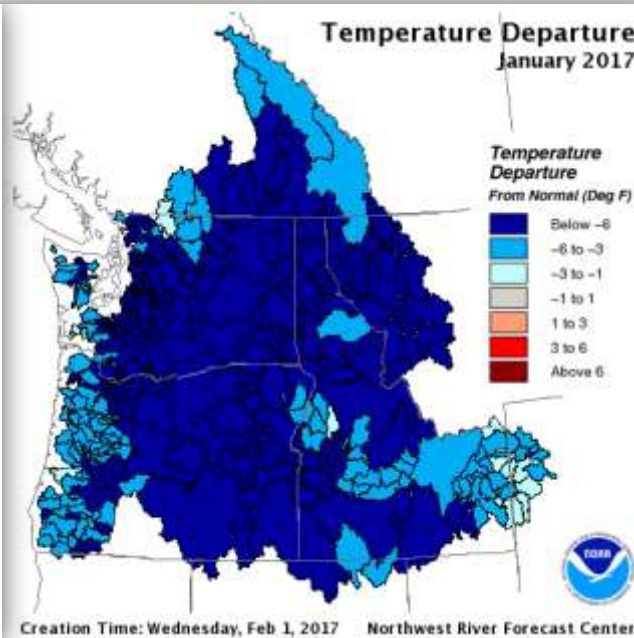 Temperature Departure
January 2017
Temperature
Departure
From Normal (Deg F)
Below -6
-6 to -3
-3 to -1
-1 to 1
1 to 3
3 to 6
Above 6
NOAA
Creation Time: Wednesday, Feb 1, 2017 Northwest River Forecast Center